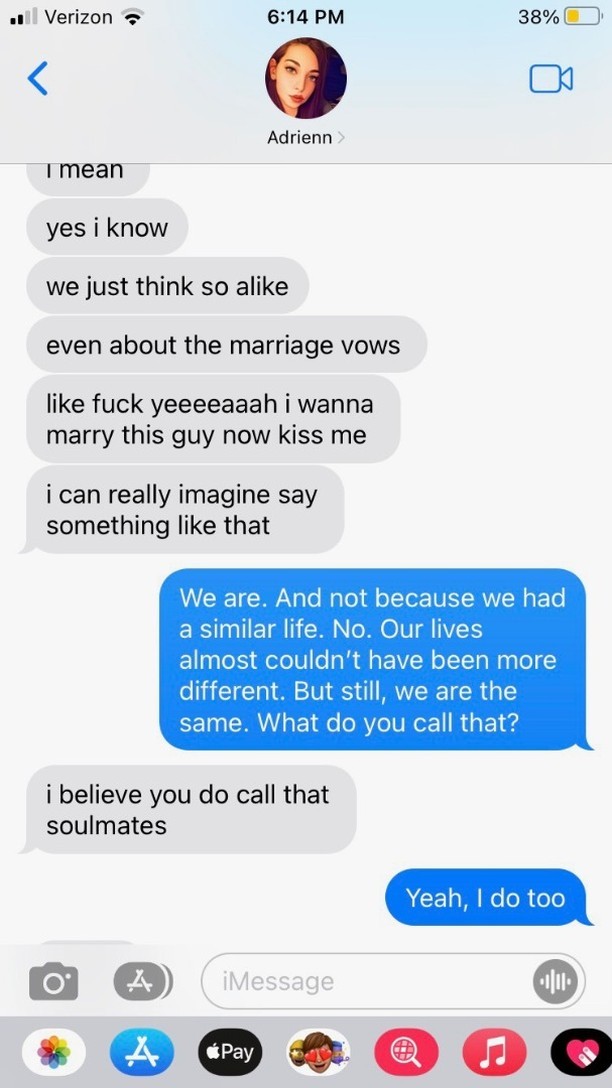 Verizon 6:14 PM 38%
Adrienn
i mean
yes i know
we just think so alike
even about the marriage vows
like fuck yeeeeaaah i wanna
marry this guy now kiss me
i can really imagine say
something like that
We are. And not because we had
a similar life. No. Our lives
almost couldn't have been more
different. But still, we are the
same. What do you call that?
i believe you do call that
soulmates
Yeah, I do too
iMessage
Pay